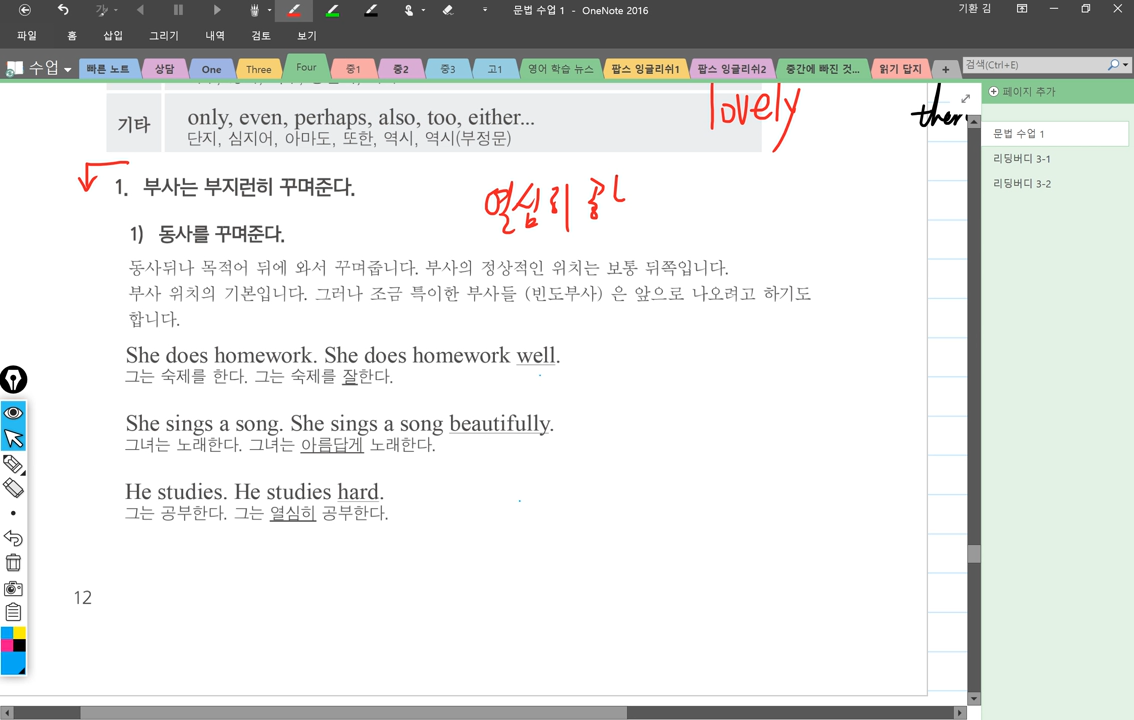 문법 수업 1 - OneNote 2016
기환 김
파일 홈 삽입 그리기 내역 검토 보기
수업 빠른 노트 상담 One Three Four 중1 중2 중3 고1 영어 학습 뉴스 팝스 잉글리쉬1 팝스 잉글리쉬2 중간에 빠진 것... 읽기 답지 + 검색(Ctrl+E)
페이지 추가
문법 수업 1
리딩버디 3-1
리딩버디 3-2
lovely
기타
only, even, perhaps, also, too, either...
단지, 심지어, 아마도, 또한, 역시, 역시(부정문)
1. 부사는 부지런히 꾸며준다.
열심히
1) 동사를 꾸며준다.
동사뒤나 목적어 뒤에 와서 꾸며줍니다. 부사의 정상적인 위치는 보통 뒤쪽입니다.
부사 위치의 기본입니다. 그러나 조금 특이한 부사들 (빈도부사) 은 앞으로 나오려고 하기도
합니다.
She does homework. She does homework well.
그는 숙제를 한다. 그는 숙제를 잘한다.
She sings a song. She sings a song beautifully.
그녀는 노래한다. 그녀는 아름답게 노래한다.
He studies. He studies hard.
그는 공부한다. 그는 열심히 공부한다.
12